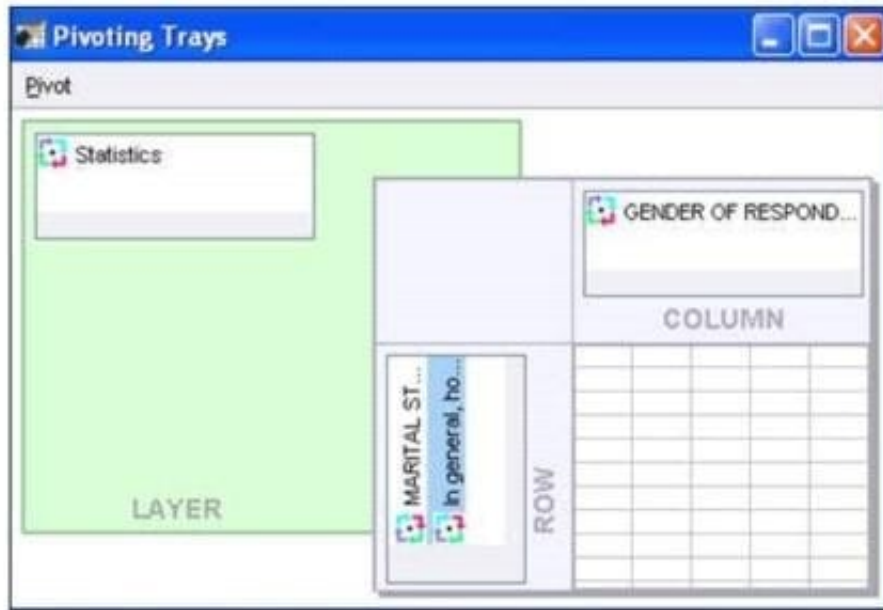 Pivoting Trays
Pivot
Statistics
GENDER OF RESPOND...
COLUMN
MARITAL ST...
In general, ho...
ROW
LAYER